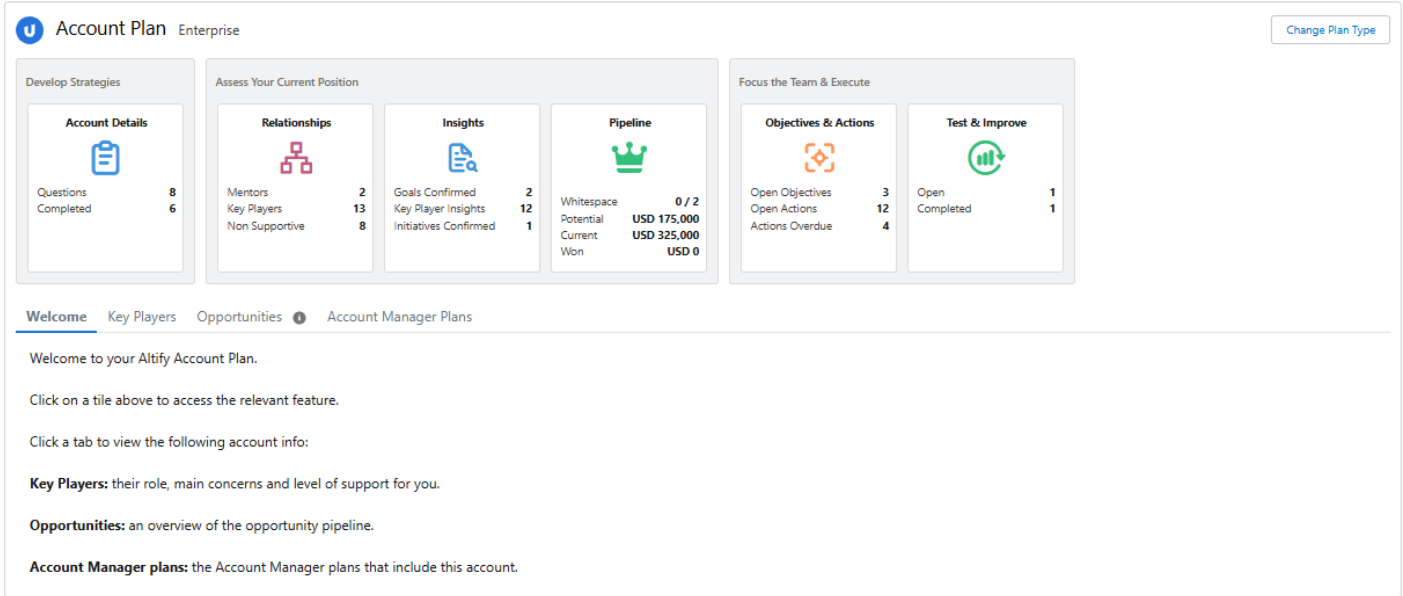 Account Plan Enterprise
Change Plan Type
Develop Strategies
Account Details
Questions 8
Completed 6
Assess Your Current Position
Relationships
Mentors 2
Key Players 13
Non Supportive 8
Insights
Goals Confirmed 2
Key Player Insights 12
Initiatives Confirmed 1
Pipeline
Whitespace 0 / 2
Potential USD 175,000
Current USD 325,000
Won USD 0
Focus the Team & Execute
Objectives & Actions
Open Objectives 3
Open Actions 12
Actions Overdue 4
Test & Improve
Open 1
Completed 1
Welcome Key Players Opportunities Account Manager Plans
Welcome to your Altify Account Plan.
Click on a tile above to access the relevant feature.
Click a tab to view the following account info:
Key Players: their role, main concerns and level of support for you.
Opportunities: an overview of the opportunity pipeline.
Account Manager plans: the Account Manager plans that include this account.